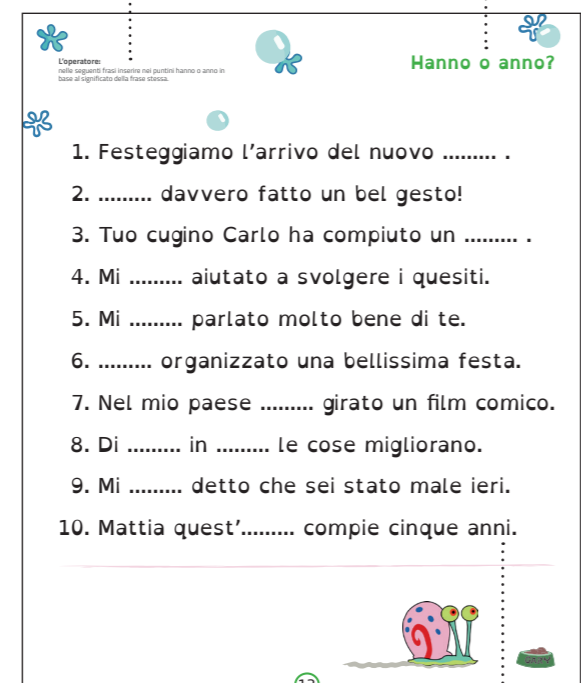 L'operatore:
nelle seguenti frasi inserire nei puntini hanno o anno in
base al significato della frase stessa.
Hanno o anno?
1. Festeggiamo l'arrivo del nuovo ......... .
2. ......... davvero fatto un bel gesto!
3. Tuo cugino Carlo ha compiuto un ......... .
4. Mi ......... aiutato a svolgere i quesiti.
5. Mi ......... parlato molto bene di te.
6. ......... organizzato una bellissima festa.
7. Nel mio paese ......... girato un film comico.
8. Di ......... in ......... le cose migliorano.
9. Mi ......... detto che sei stato male ieri.
10. Mattia quest'......... compie cinque anni.